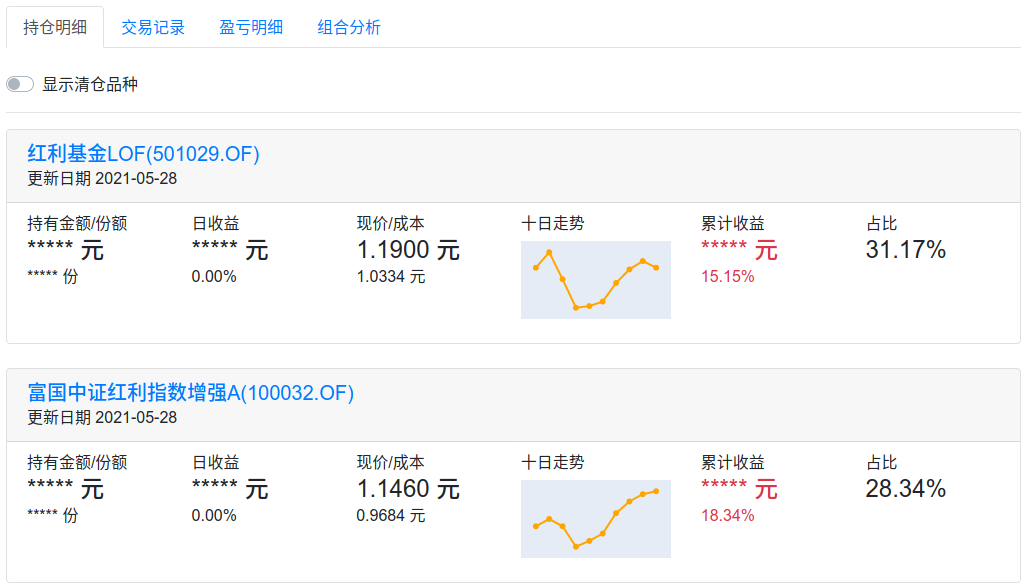 持仓明细 交易记录 盈亏明细 组合分析
显示清仓品种
红利基金LOF(501029.OF)
更新日期 2021-05-28
持有金额/份额 日收益 现价/成本 十日走势 累计收益 占比
***** 元 ***** 元 1.1900 元 ***** 元 31.17%
***** 份 0.00% 1.0334 元 15.15%
富国中证红利指数增强A(100032.OF)
更新日期 2021-05-28
持有金额/份额 日收益 现价/成本 十日走势 累计收益 占比
***** 元 ***** 元 1.1460 元 ***** 元 28.34%
***** 份 0.00% 0.9684 元 18.34%